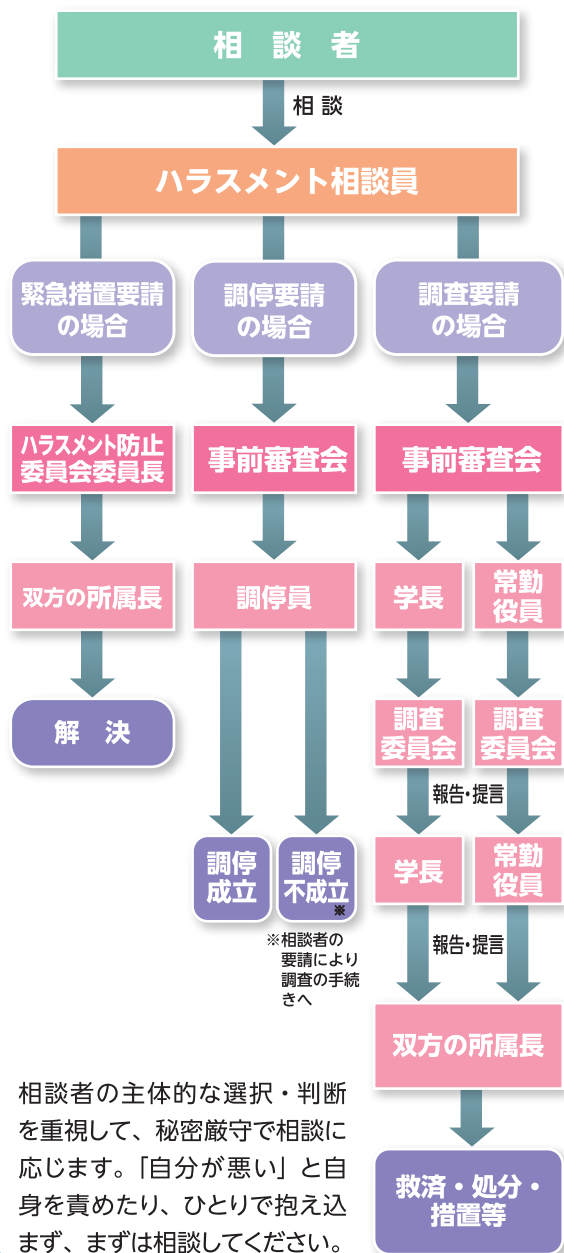 相 談 者
相 談
ハラスメント相談員
緊急措置要請
の場合
調停要請
の場合
調査要請
の場合
ハラスメント防止
委員会委員長
事前審査会
事前審査会
双方の所属長
調停員
学長
常勤
役員
解 決
調査
委員会
調査
委員会
報告・提言
調停
成立
調停
不成立
※
学長
常勤
役員
※相談者の
要請により
調査の手続
きへ
報告・提言
双方の所属長
救済・処分・
措置等
相談者の主体的な選択・判断
を重視して、秘密厳守で相談に
応じます。「自分が悪い」と自
身を責めたり、ひとりで抱え込
まず、まずは相談してください。